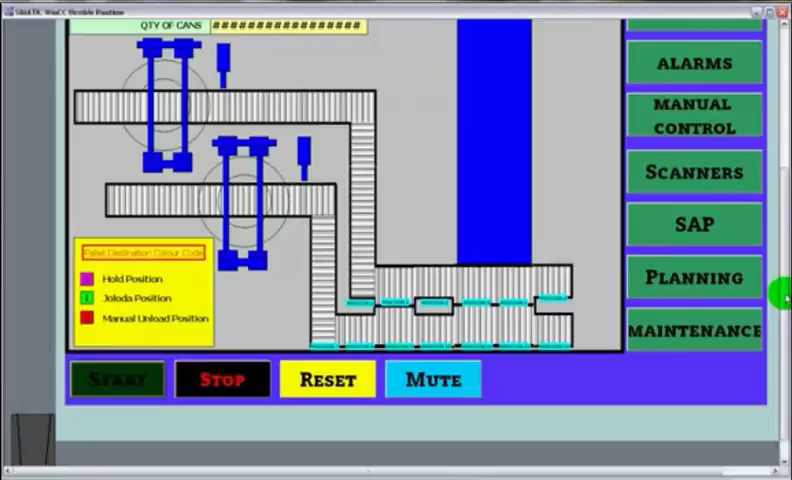 SIMATIC WinCC flexible Runtime
QTY OF CANS ################
ALARMS
MANUAL
CONTROL
SCANNERS
SAP
PLANNING
MAINTENANCE
Pallet Destination Colour Code
Hold Position
Joloda Position
Manual Unload Position
START STOP RESET MUTE